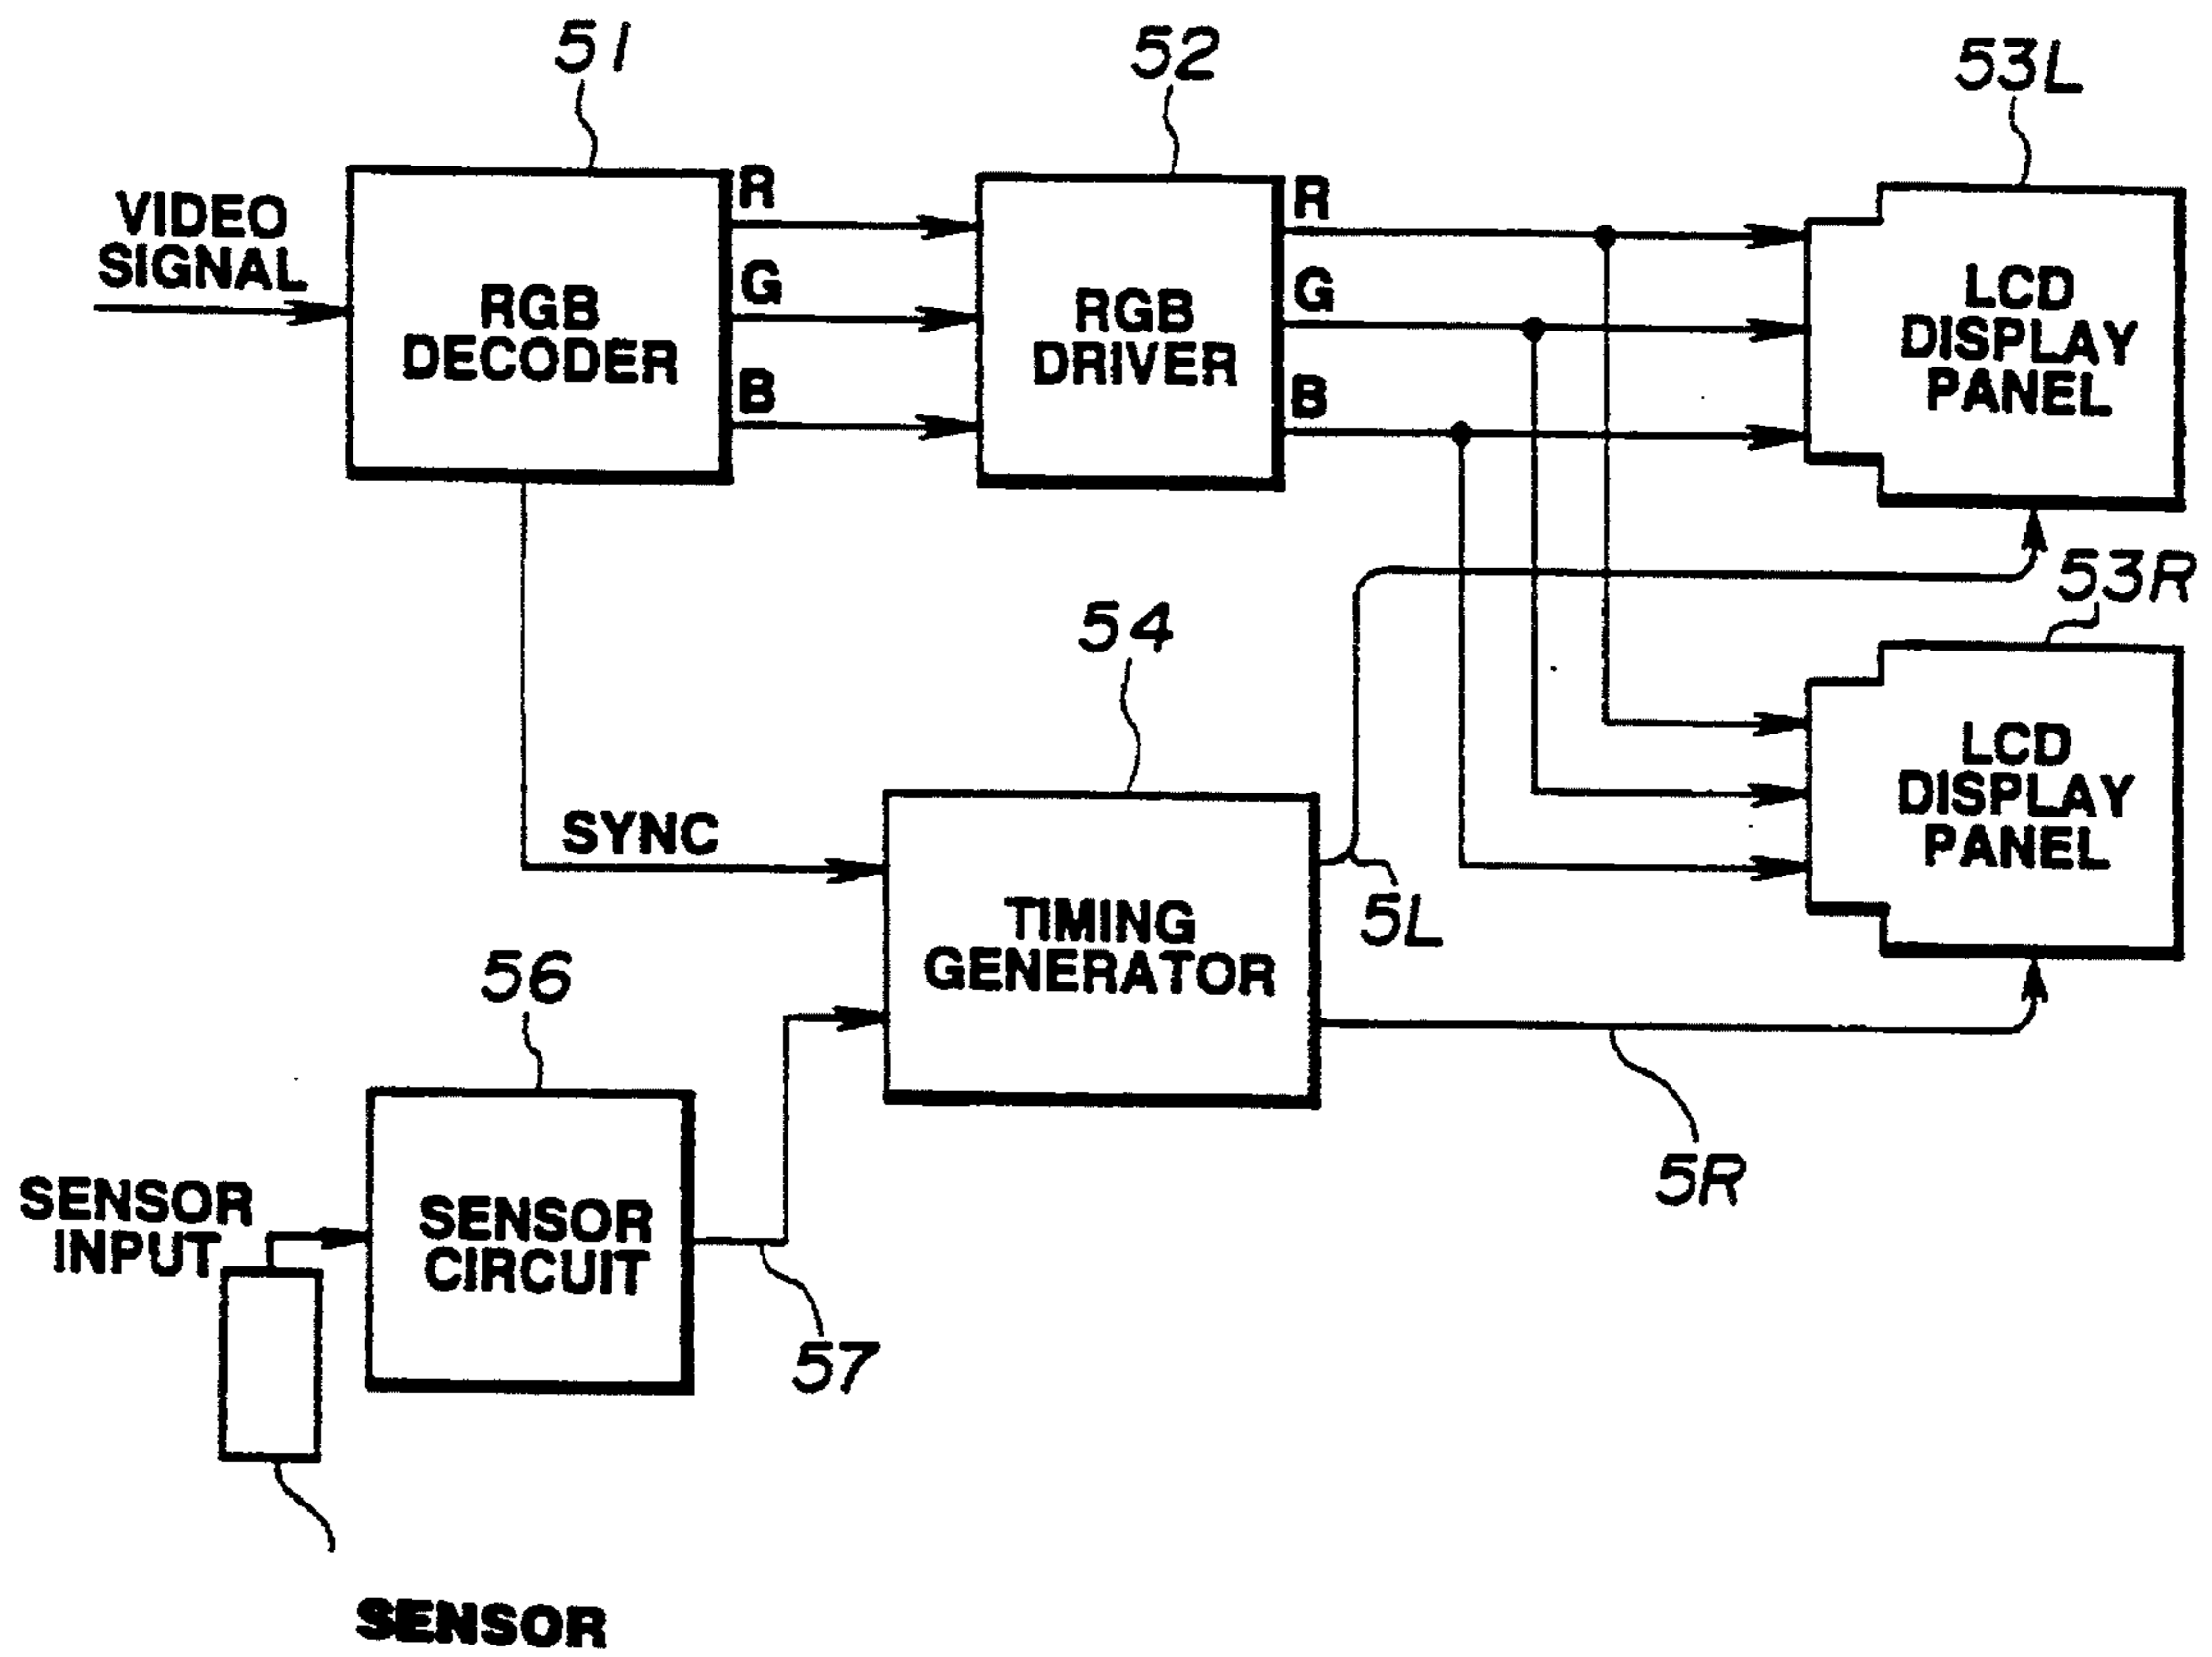 51
52
53L
VIDEO
SIGNAL
RGB
DECODER
R
G
B
RGB
DRIVER
R
G
B
LCD
DISPLAY
PANEL
53R
LCD
DISPLAY
PANEL
54
SYNC
TIMING
GENERATOR
5L
5R
56
SENSOR
INPUT
SENSOR
CIRCUIT
57
SENSOR